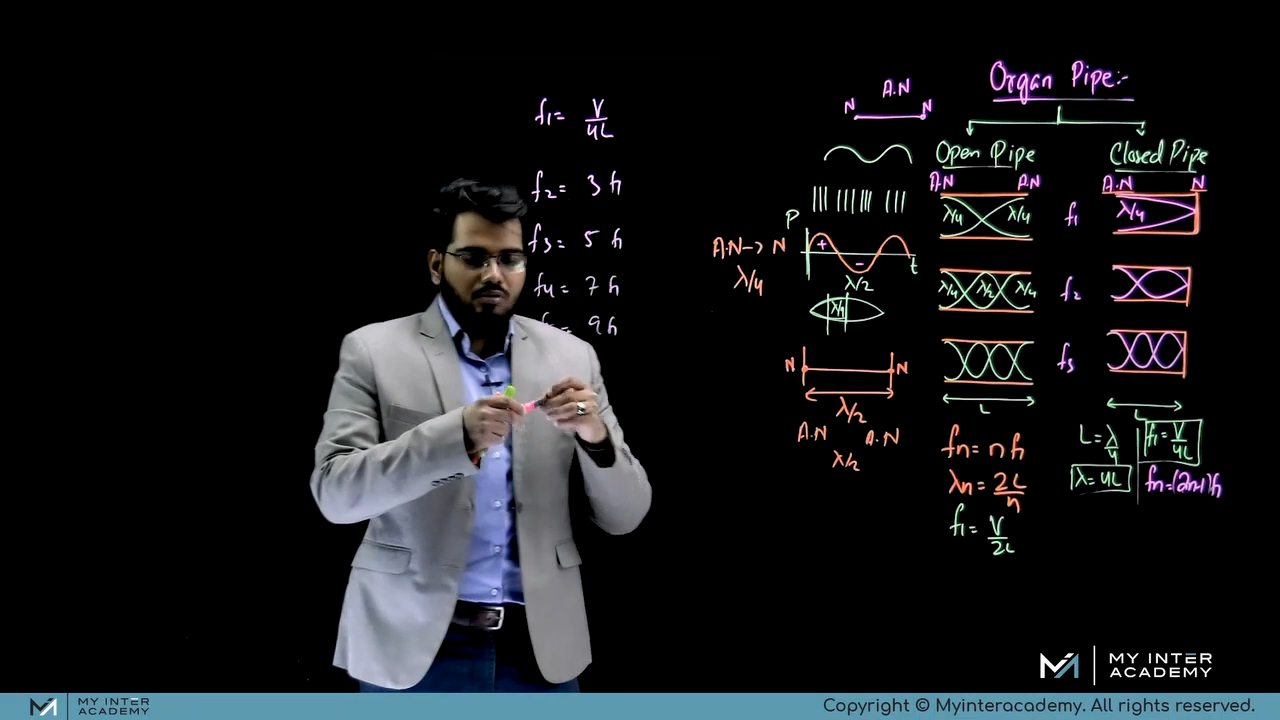 f1= V/4L
f2= 3 f1
f3= 5 f1
f4= 7 f1
9 f1
Organ Pipe:-
A.N
N N
Open Pipe
Closed Pipe
A.N A.N
A.N N
λ/4 λ/4
f1
λ/4
P
+
-
t
A.N→ N
λ/4
λ/2
λ/4
λ/4 λ/2 λ/4
f2
N N
λ/2
A.N A.N
λ/2
f3
L
L
fn= n f1
λn= 2L/n
f1= V/2L
L= λ/4
λ= 4L
f1= V/4L
fn=(2n-1)f1
MY INTER
ACADEMY
MY INTER
ACADEMY
Copyright © Myinteracademy. All rights reserved.